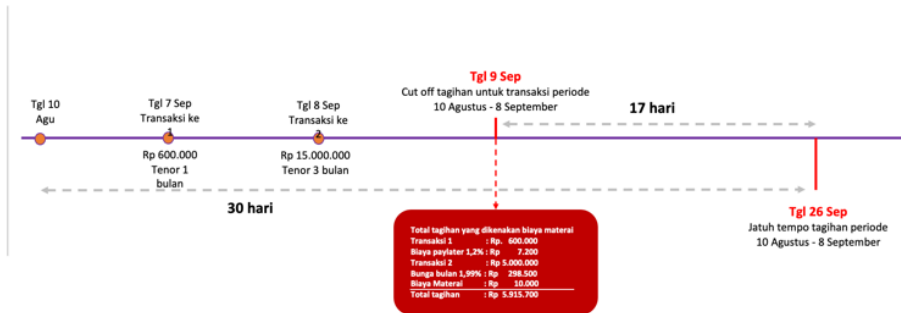 Tgl 10
Agu
Tgl 7 Sep
Transaksi ke
1
Rp 600.000
Tenor 1
bulan
Tgl 8 Sep
Transaksi ke
2
Rp 15.000.000
Tenor 3 bulan
Tgl 9 Sep
Cut off tagihan untuk transaksi periode
10 Agustus - 8 September
17 hari
30 hari
Tgl 26 Sep
Jatuh tempo tagihan periode
10 Agustus - 8 September
Total tagihan yang dikenakan biaya materai
Transaksi 1 : Rp. 600.000
Biaya paylater 1,2% : Rp 7.200
Transaksi 2 : Rp 5.000.000
Bunga bulan 1,99% : Rp 298.500
Biaya Materai : Rp 10.000
Total tagihan : Rp 5.915.700